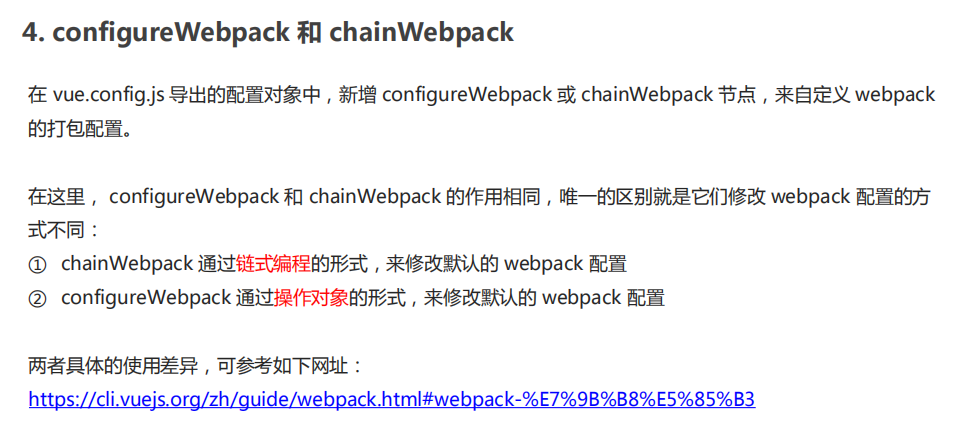 4. configureWebpack 和 chainWebpack
在 vue.config.js 导出的配置对象中，新增 configureWebpack 或 chainWebpack 节点，来自定义 webpack
的打包配置。
在这里， configureWebpack 和 chainWebpack 的作用相同，唯一的区别就是它们修改 webpack 配置的方
式不同：
① chainWebpack 通过链式编程的形式，来修改默认的 webpack 配置
② configureWebpack 通过操作对象的形式，来修改默认的 webpack 配置
两者具体的使用差异，可参考如下网址：
https://cli.vuejs.org/zh/guide/webpack.html#webpack-%E7%9B%B8%E5%85%B3